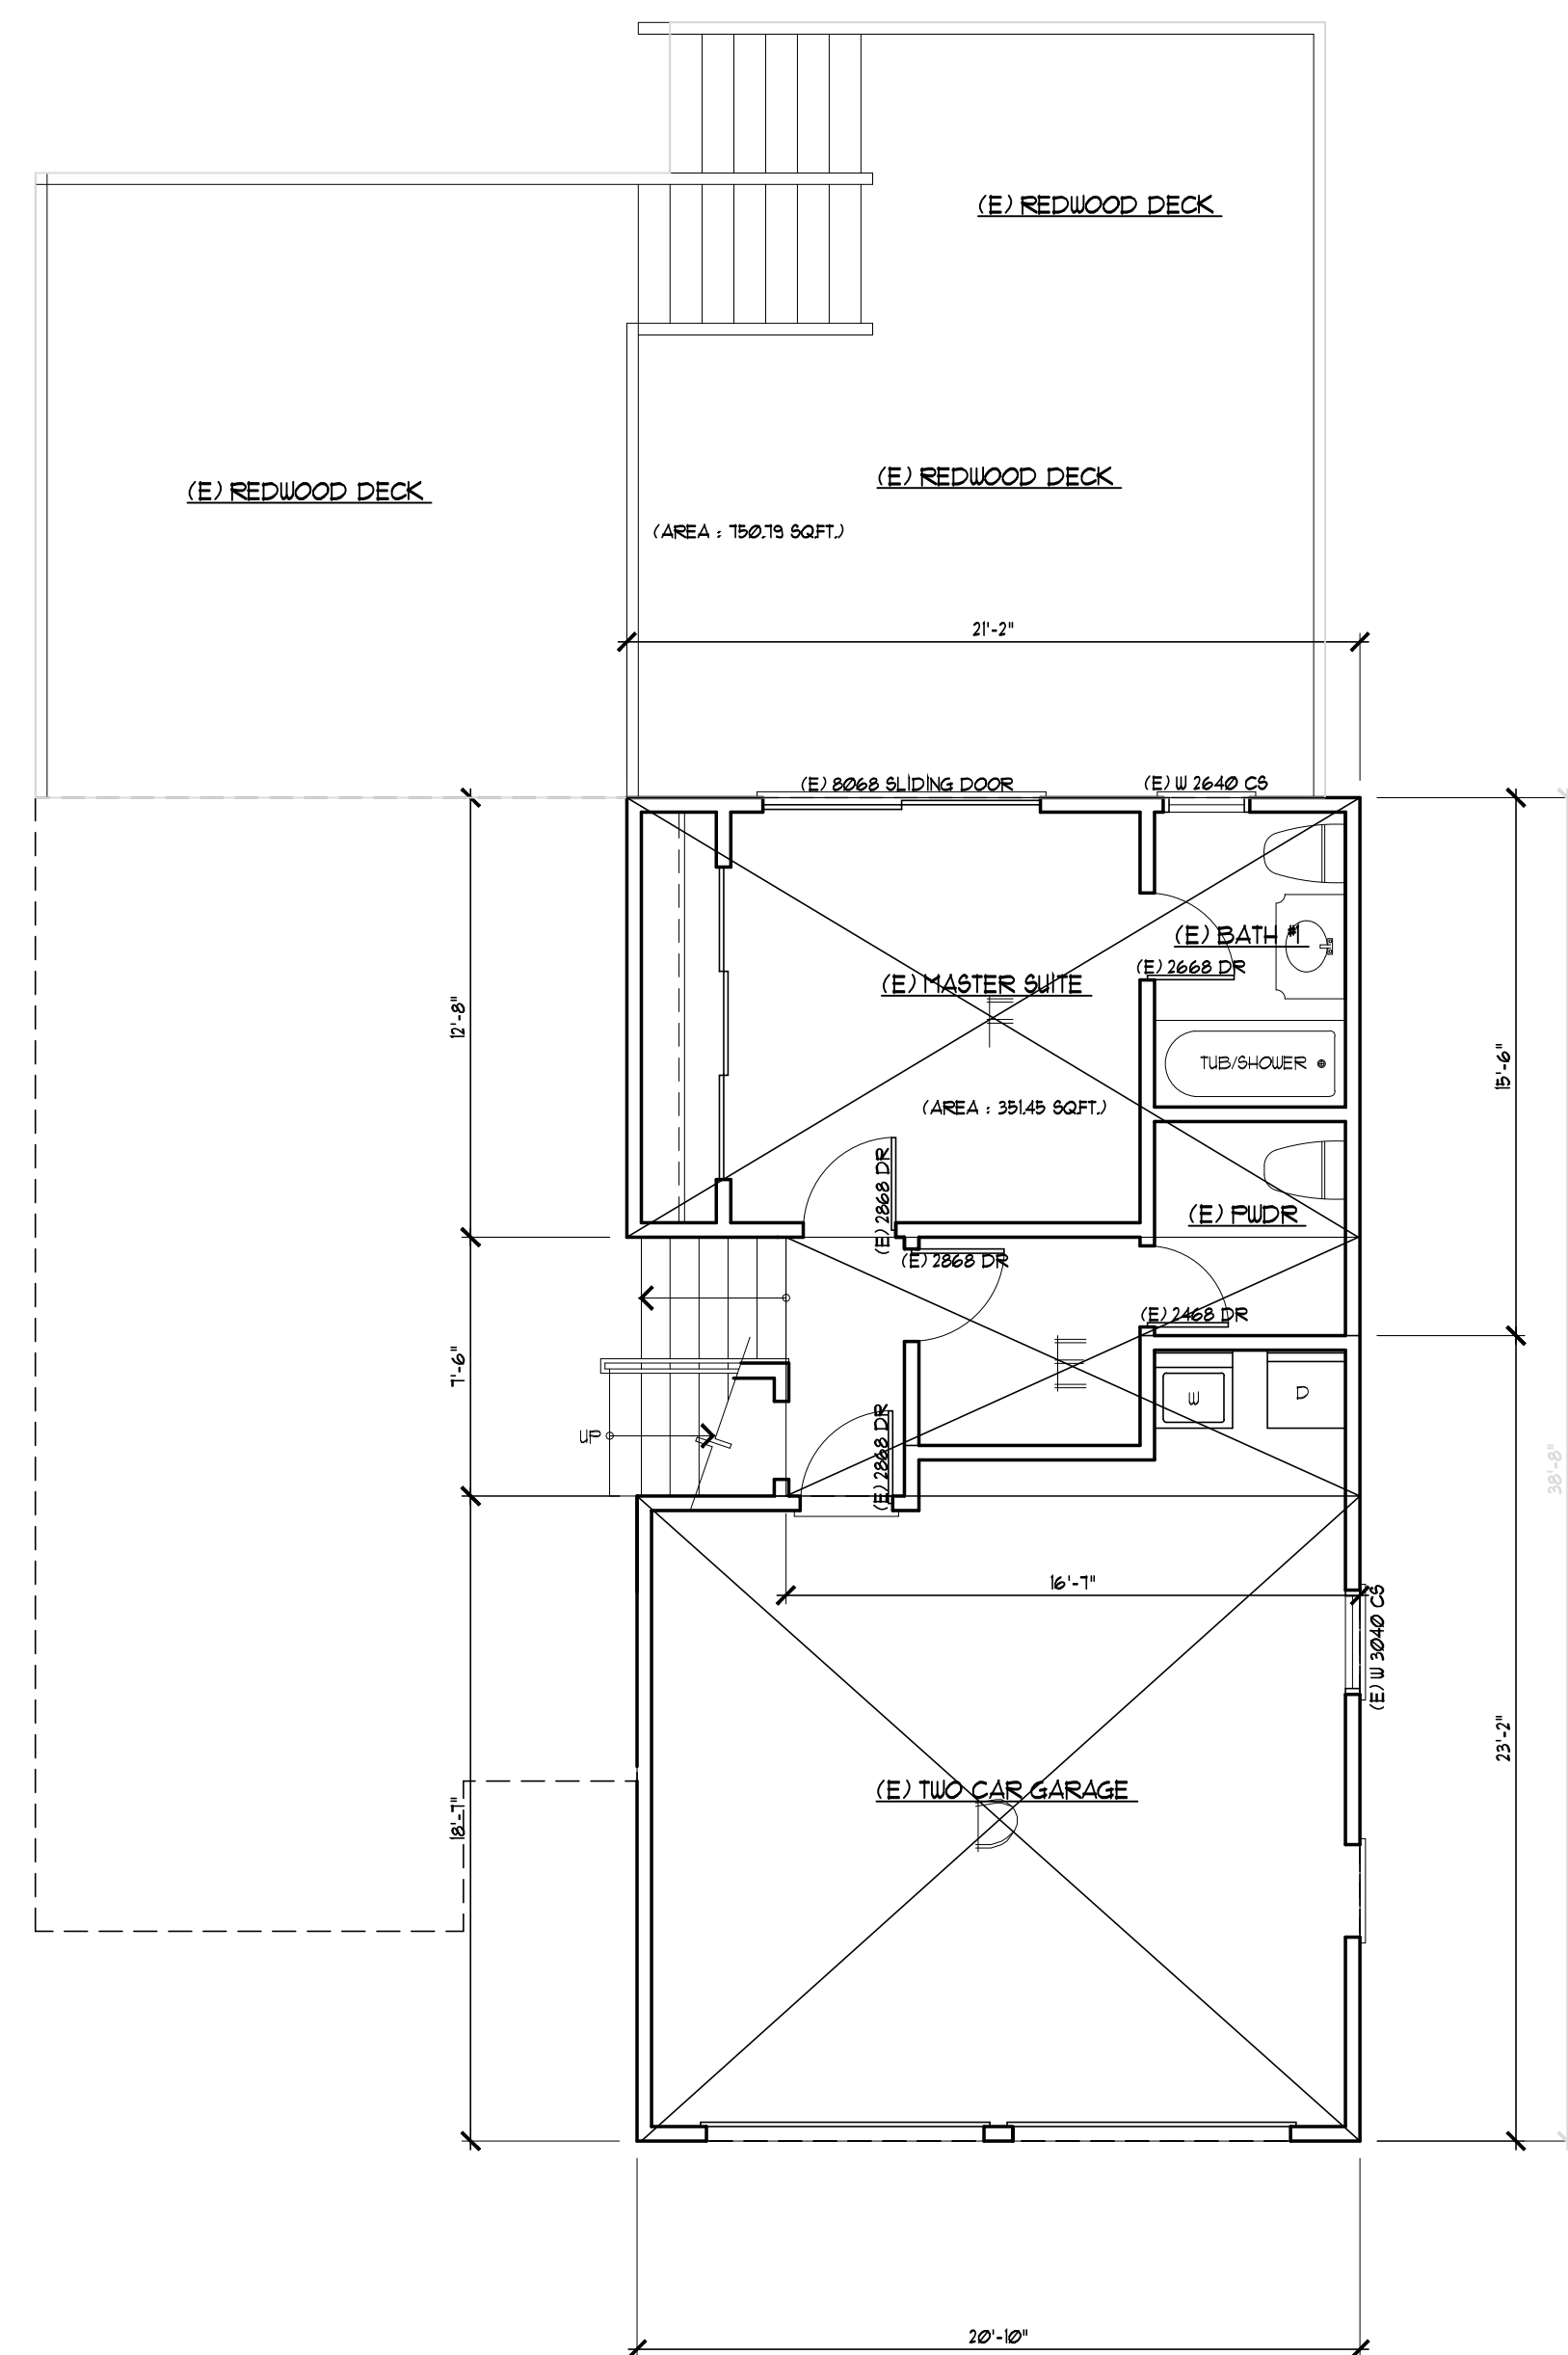 (E) REDWOOD DECK
(E) REDWOOD DECK
(E) REDWOOD DECK
(AREA : 750.79 SQ.FT.)
21'-2"
(E) 8068 SLIDING DOOR
(E) W 2640 CS
(E) BATH #1
(E) 2668 DR
(E) MASTER SUITE
II
12'-8"
15'-6"
TUB/SHOWER
(AREA : 351.45 SQ.FT.)
(E) 2868 DR
(E) PWDR
(E) 2868 DR
(E) 2468 DR
7'-6"
III
W
D
UP
(E) 2868 DR
38'-8"
16'-7"
(E) W 3040 CS
23'-2"
(E) TWO CAR GARAGE
D
18'-7"
20'-10"